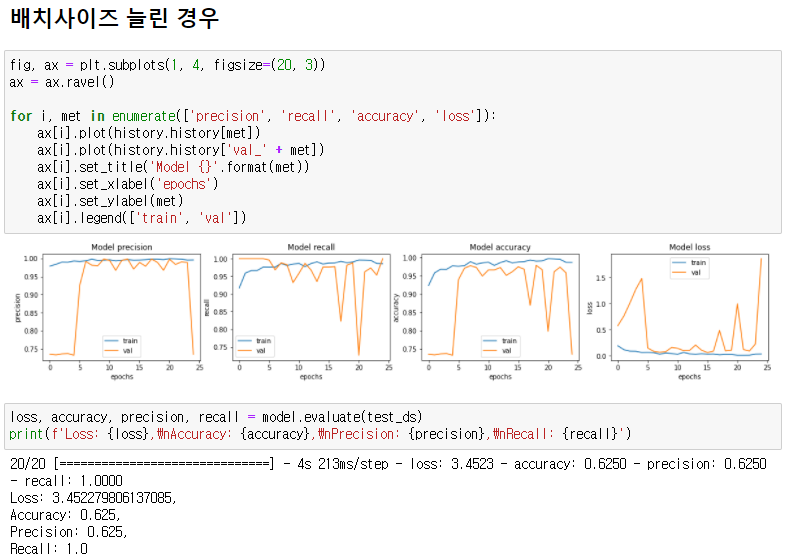 배치사이즈 늘린 경우
fig, ax = plt.subplots(1, 4, figsize=(20, 3))
ax = ax.ravel()
for i, met in enumerate(['precision', 'recall', 'accuracy', 'loss']):
    ax[i].plot(history.history[met])
    ax[i].plot(history.history['val_' + met])
    ax[i].set_title('Model {}'.format(met))
    ax[i].set_xlabel('epochs')
    ax[i].set_ylabel(met)
    ax[i].legend(['train', 'val'])
Model precision
1.00
0.95
0.90
0.85
0.80
0.75
precision
train
val
0 5 10 15 20 25
epochs
Model recall
1.00
0.95
0.90
0.85
0.80
0.75
recall
train
val
0 5 10 15 20 25
epochs
Model accuracy
1.00
0.95
0.90
0.85
0.80
0.75
accuracy
train
val
0 5 10 15 20 25
epochs
Model loss
1.5
1.0
0.5
0.0
loss
train
val
0 5 10 15 20 25
epochs
loss, accuracy, precision, recall = model.evaluate(test_ds)
print(f'Loss: {loss},₩nAccuracy: {accuracy},₩nPrecision: {precision},₩nRecall: {recall}')
20/20 [==============================] - 4s 213ms/step - loss: 3.4523 - accuracy: 0.6250 - precision: 0.6250
- recall: 1.0000
Loss: 3.452279806137085,
Accuracy: 0.625,
Precision: 0.625,
Recall: 1.0